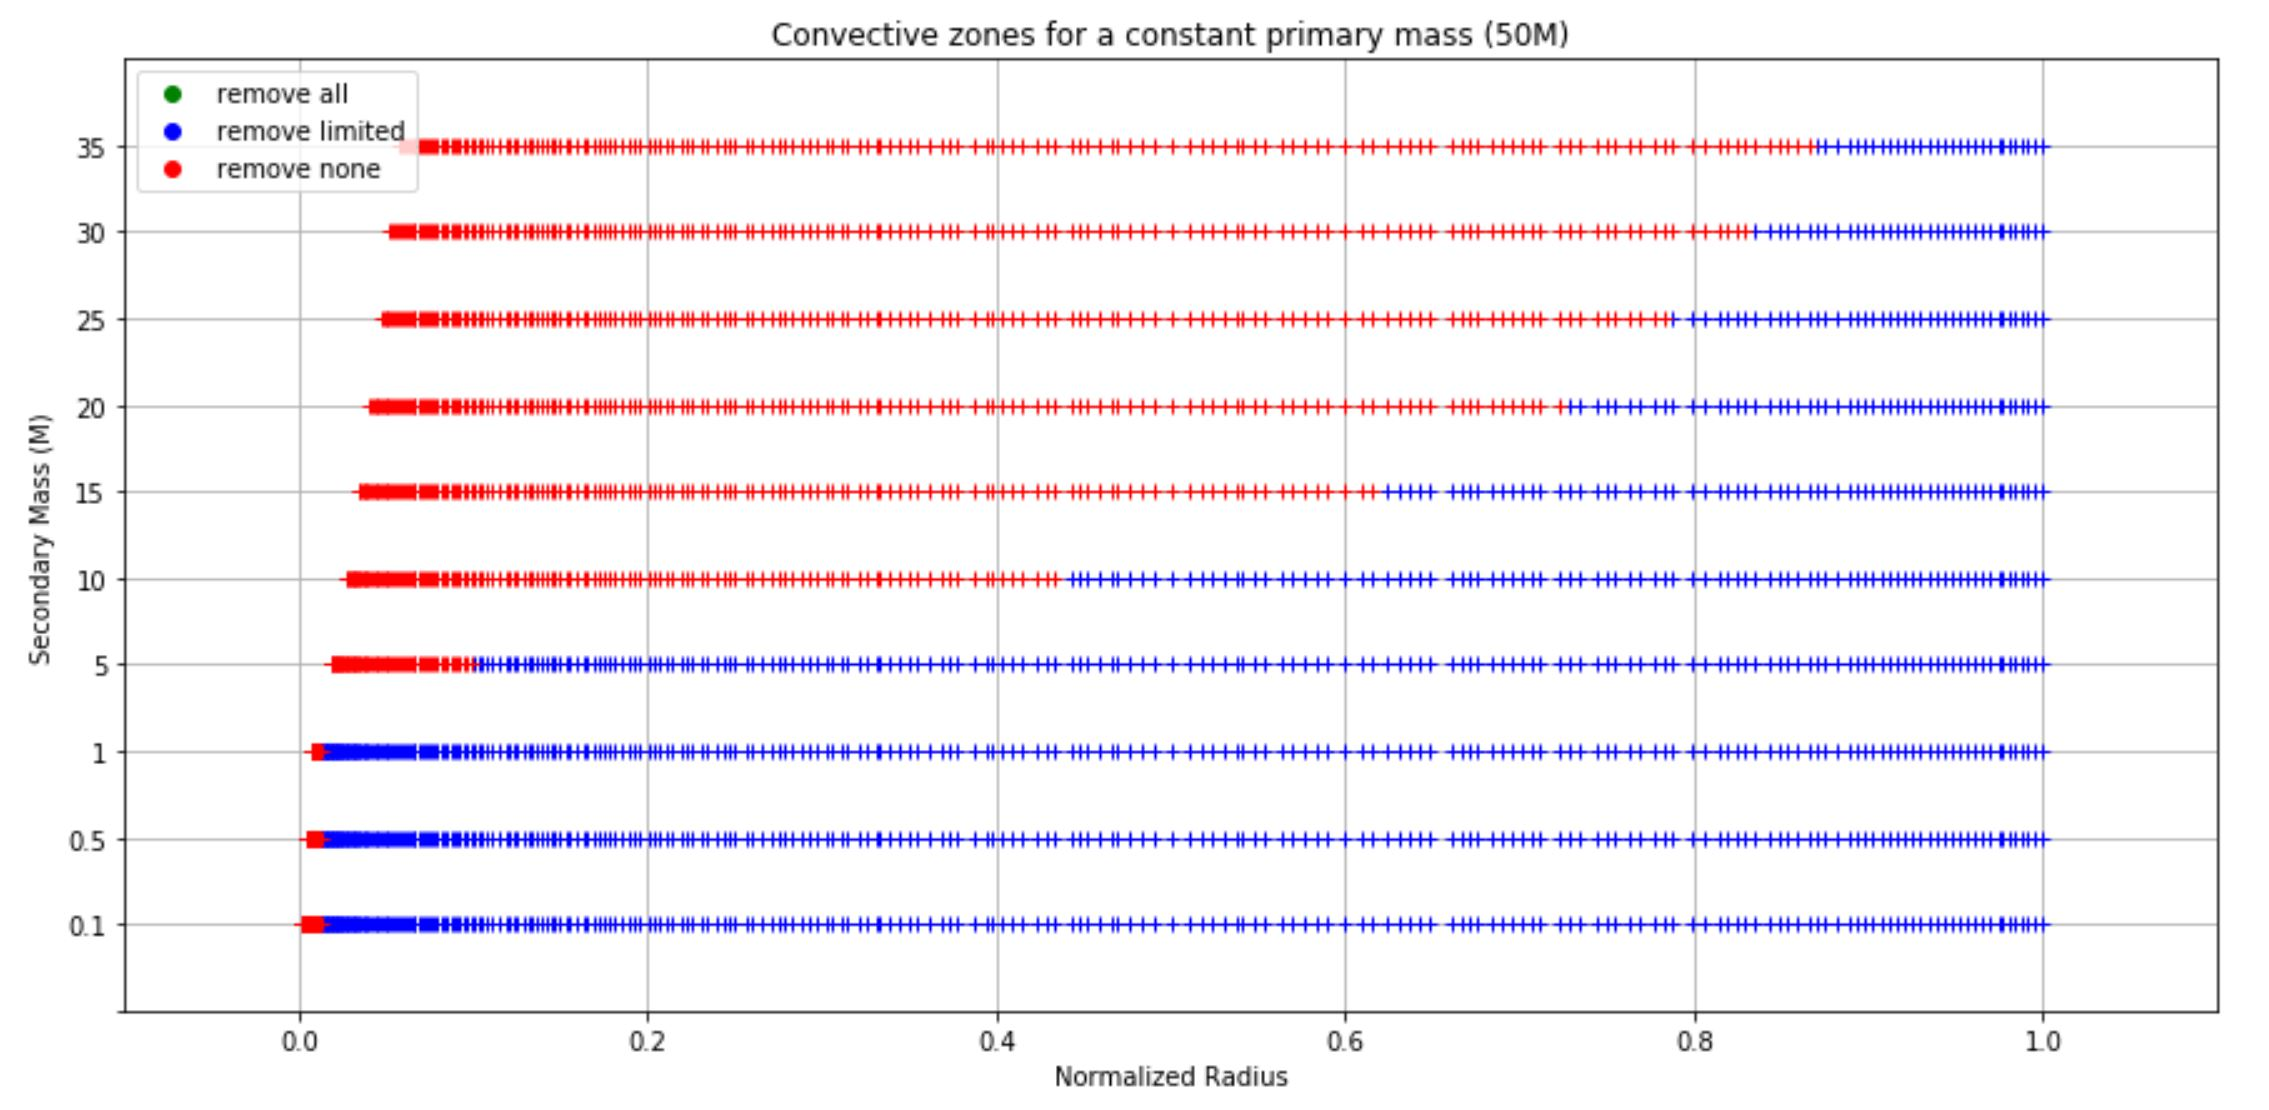 Convective zones for a constant primary mass (50M)
remove all
remove limited
remove none
35
30
25
20
15
10
5
1
0.5
0.1
Secondary Mass (M)
0.0 0.2 0.4 0.6 0.8 1.0
Normalized Radius